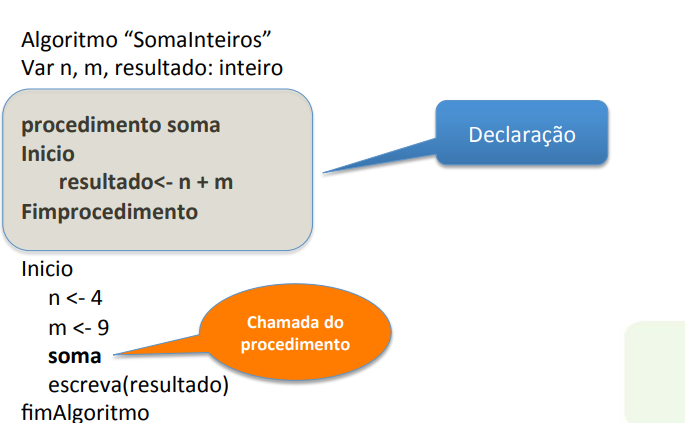 Algoritmo “SomaInteiros”
Var n, m, resultado: inteiro
procedimento soma
Inicio
resultado<- n + m
Fimprocedimento
Declaração
Inicio
n <- 4
m <- 9
soma
escreva(resultado)
fimAlgoritmo
Chamada do
procedimento